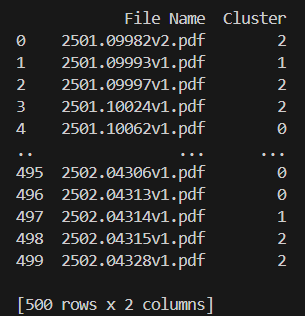 File Name Cluster
0 2501.09982v2.pdf 2
1 2501.09993v1.pdf 1
2 2501.09997v1.pdf 2
3 2501.10024v1.pdf 2
4 2501.10062v1.pdf 0
.. ... ...
495 2502.04306v1.pdf 0
496 2502.04313v1.pdf 0
497 2502.04314v1.pdf 1
498 2502.04315v1.pdf 2
499 2502.04328v1.pdf 2
[500 rows x 2 columns]